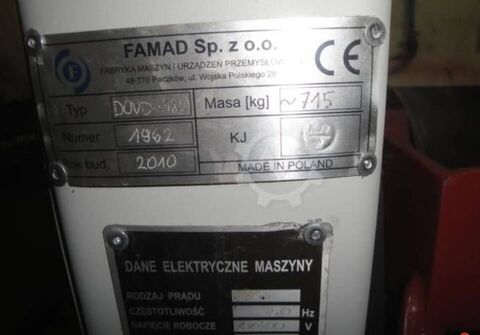 FAMAD Sp. z o.o.
FABRYKA MASZYN I URZĄDZEŃ PRZEMYSŁOWYCH
48-370 Paczków, ul. Wojska Polskiego 28
CE
F
Typ Masa [kg] ~715
Numer 1962 KJ
Rok bud. 2010 MADE IN POLAND
DANE ELEKTRYCZNE MASZYNY
RODZAJ PRĄDU
CZĘSTOTLIWOŚĆ Hz
NAPIĘCIE ROBOCZE V